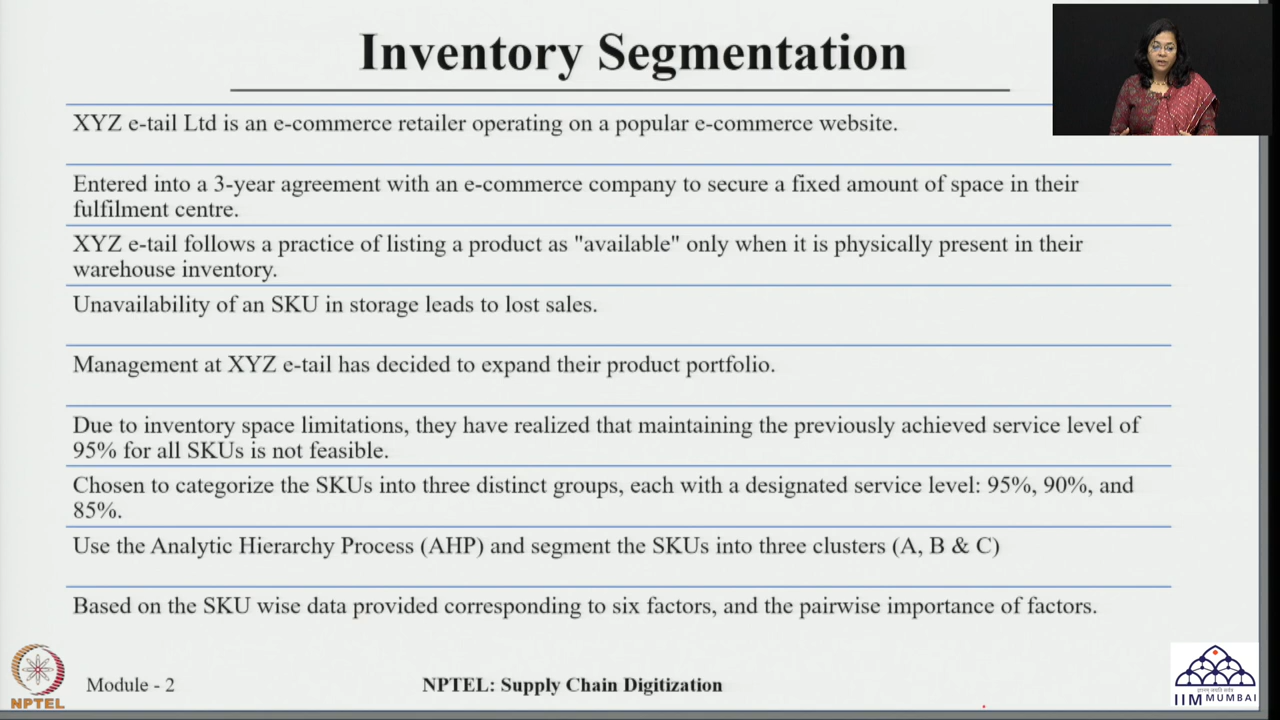 Inventory Segmentation
XYZ e-tail Ltd is an e-commerce retailer operating on a popular e-commerce website.
Entered into a 3-year agreement with an e-commerce company to secure a fixed amount of space in their
fulfilment centre.
XYZ e-tail follows a practice of listing a product as "available" only when it is physically present in their
warehouse inventory.
Unavailability of an SKU in storage leads to lost sales.
Management at XYZ e-tail has decided to expand their product portfolio.
Due to inventory space limitations, they have realized that maintaining the previously achieved service level of
95% for all SKUs is not feasible.
Chosen to categorize the SKUs into three distinct groups, each with a designated service level: 95%, 90%, and
85%.
Use the Analytic Hierarchy Process (AHP) and segment the SKUs into three clusters (A, B & C)
Based on the SKU wise data provided corresponding to six factors, and the pairwise importance of factors.
NPTEL
Module - 2
NPTEL: Supply Chain Digitization
IIM MUMBAI